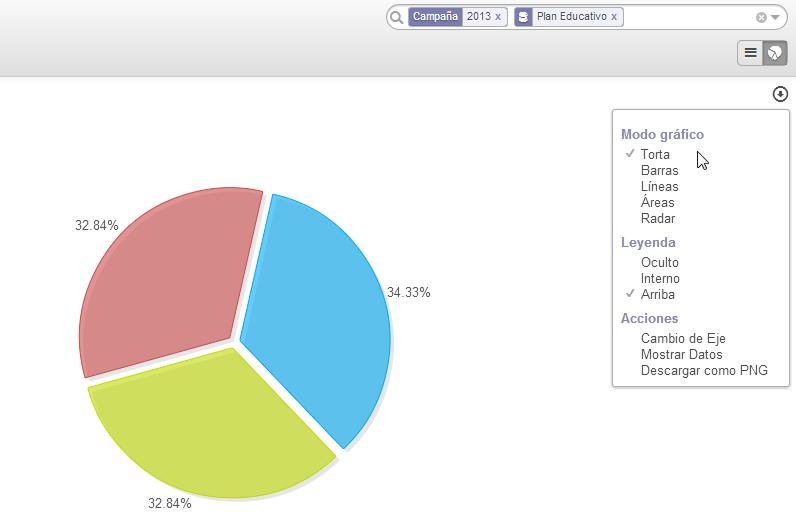 Campaña 2013 x Plan Educativo x
Modo gráfico
Torta
Barras
Líneas
Áreas
Radar
Leyenda
Oculto
Interno
Arriba
Acciones
Cambio de Eje
Mostrar Datos
Descargar como PNG
32.84%
34.33%
32.84%